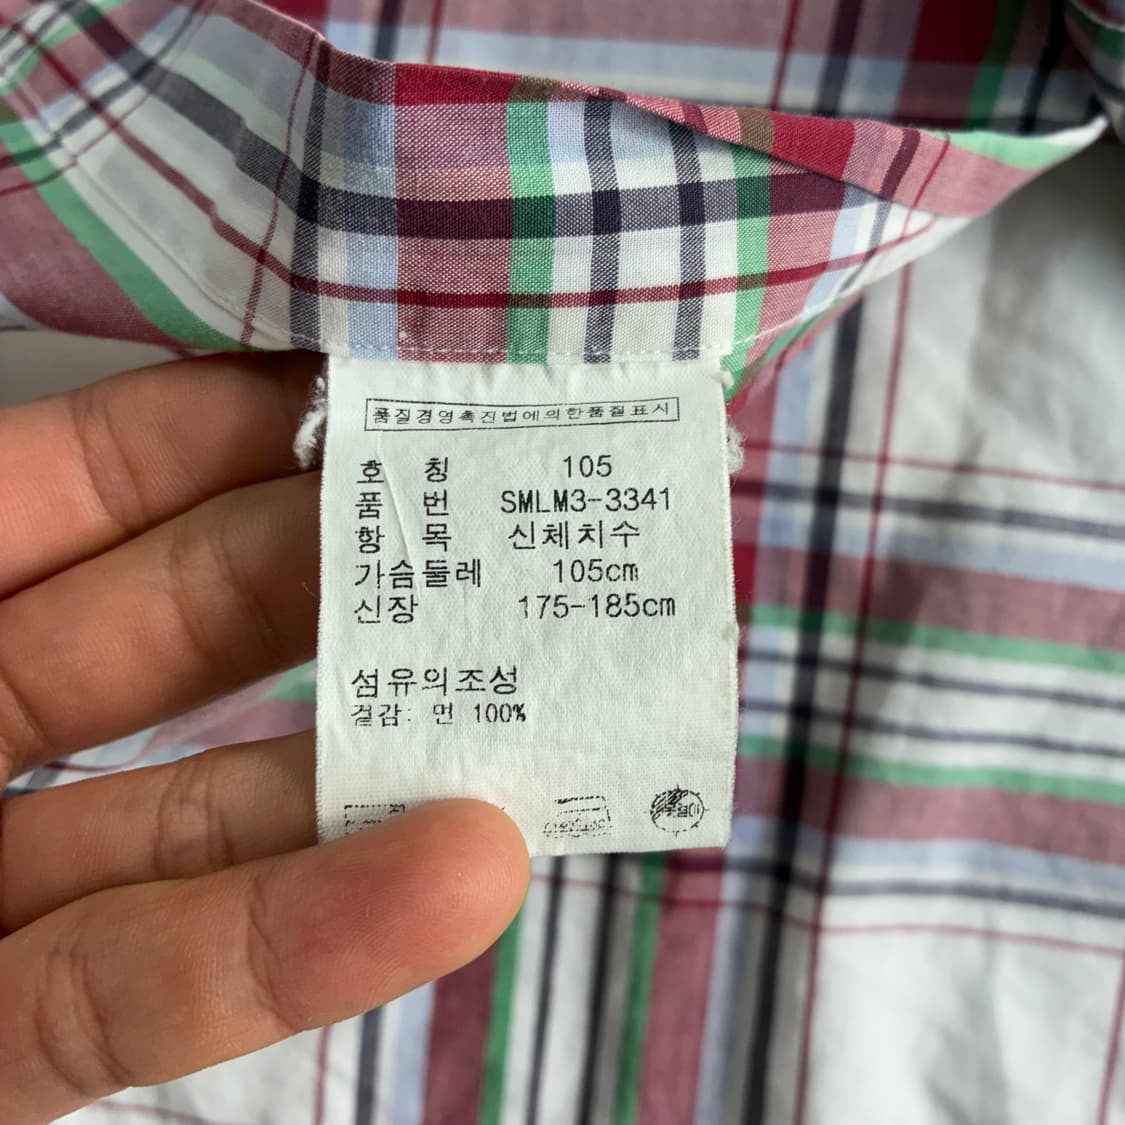 품질경영촉진법에의한품질표시
호 칭 105
품 번 SMLM3-3341
항 목 신체치수
가슴둘레 105cm
신장 175-185cm
섬유의조성
겉감: 면 100%